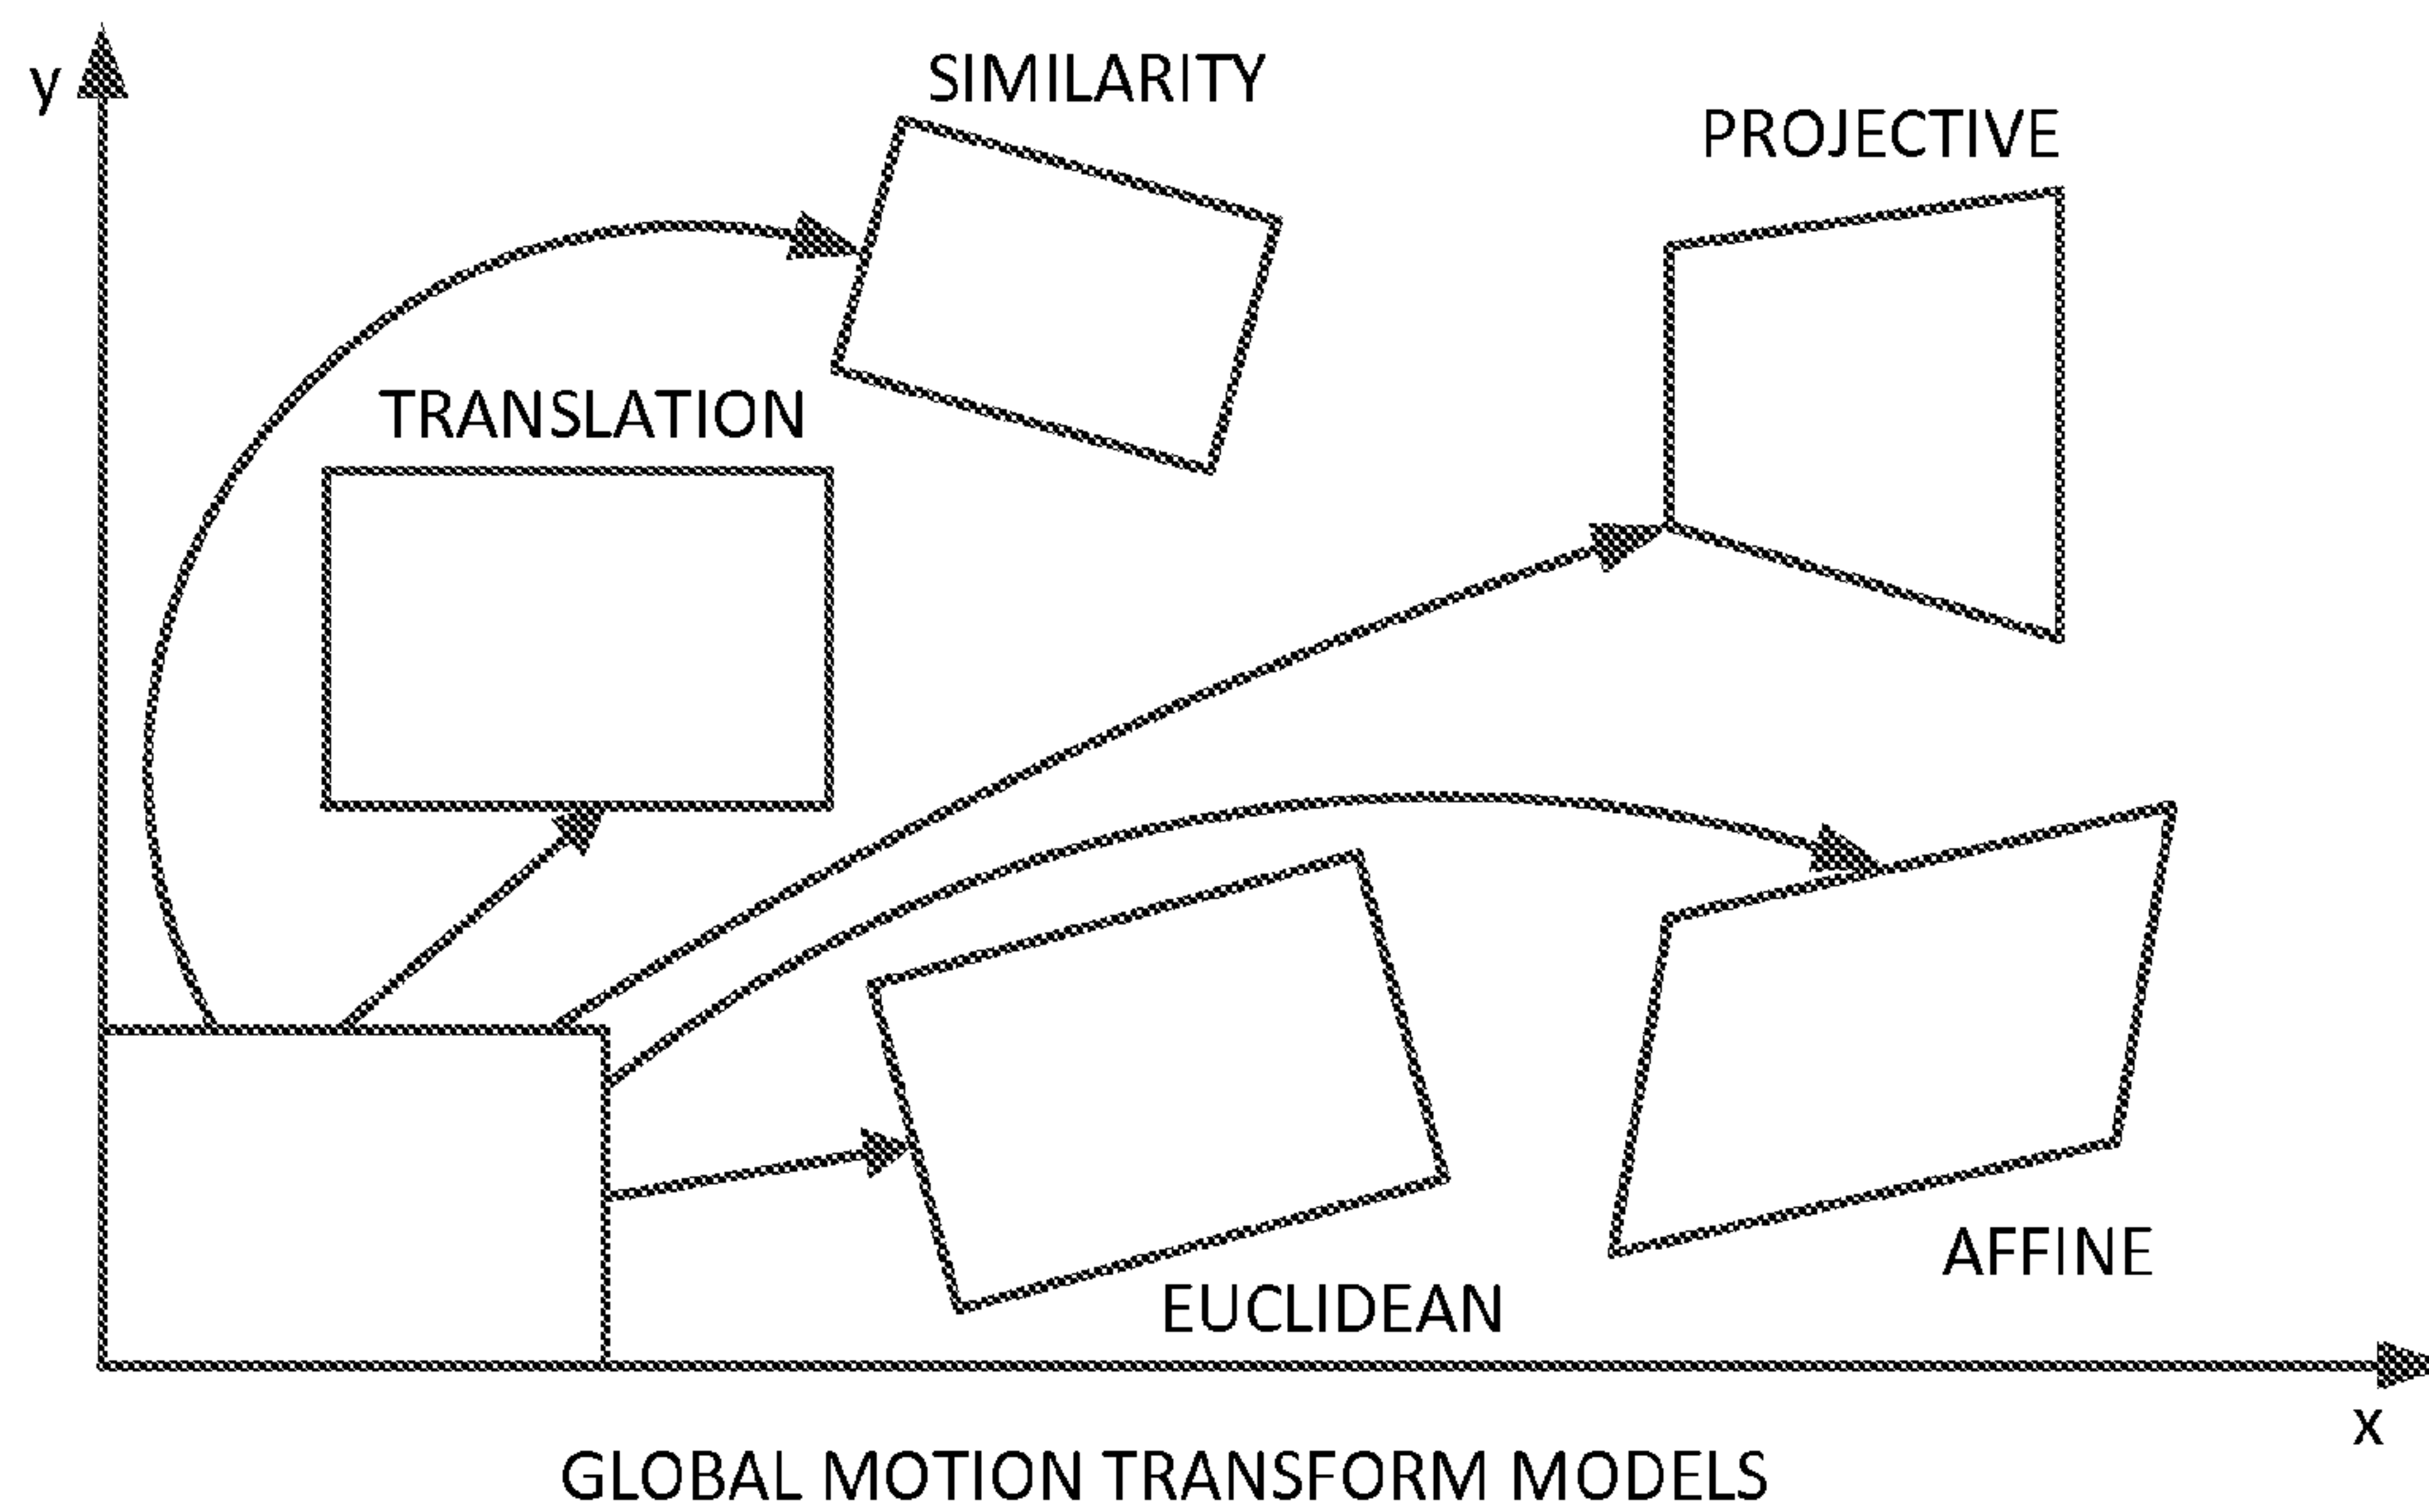 y
SIMILARITY
PROJECTIVE
TRANSLATION
AFFINE
EUCLIDEAN
x
GLOBAL MOTION TRANSFORM MODELS